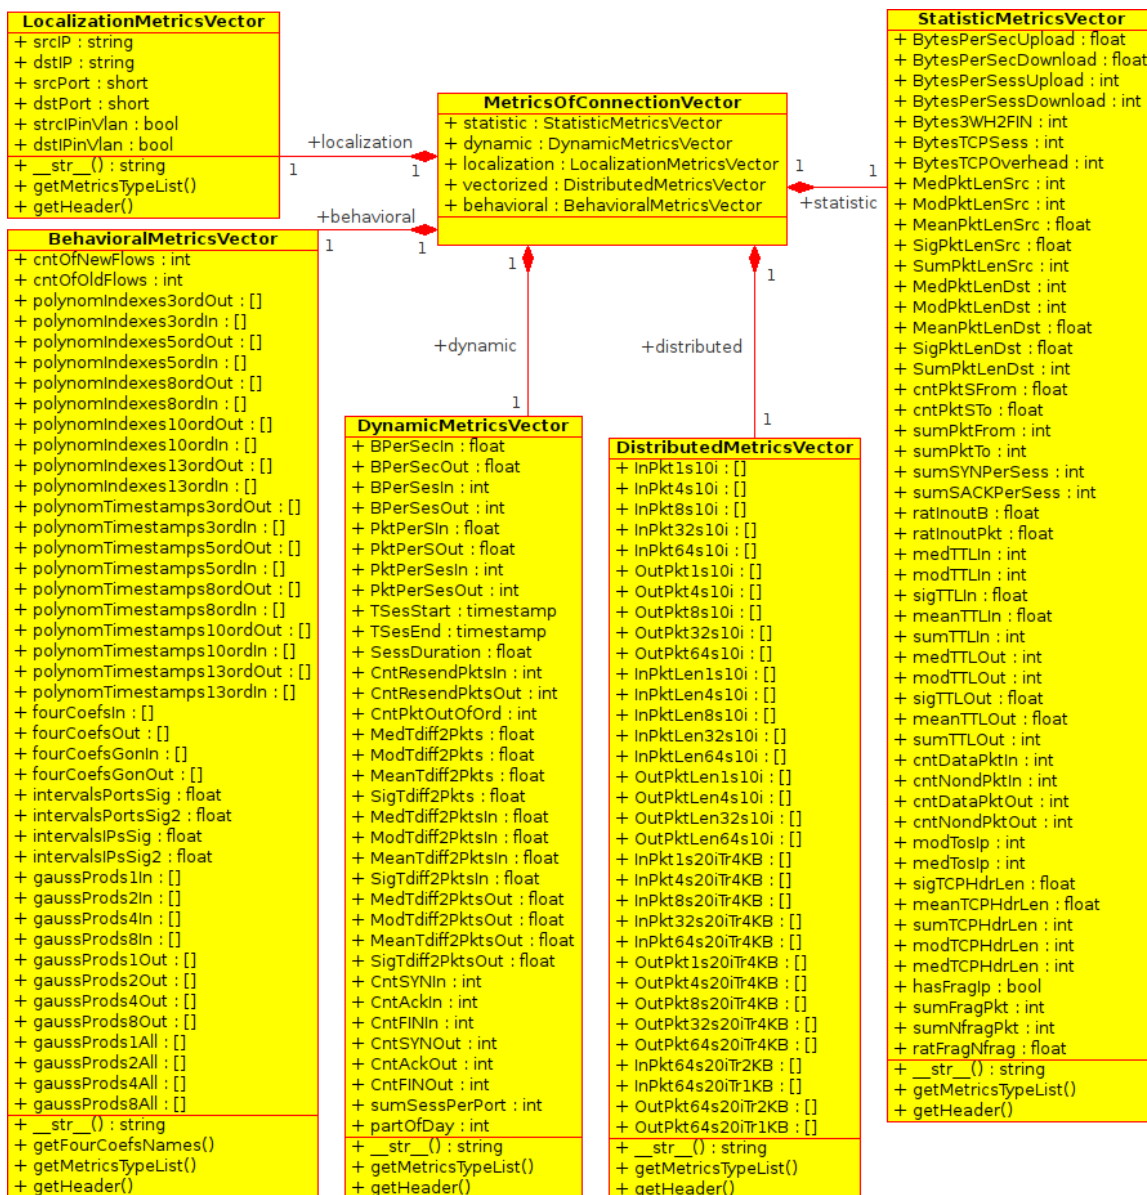 LocalizationMetricsVector
+ srcIP : string
+ dstIP : string
+ srcPort : short
+ dstPort : short
+ strcIPinVlan : bool
+ dstIPinVlan : bool
+ __str__() : string
+ getMetricsTypeList()
+ getHeader()
+localization
1
1
MetricsOfConnectionVector
+ statistic : StatisticMetricsVector
+ dynamic : DynamicMetricsVector
+ localization : LocalizationMetricsVector
+ vectorized : DistributedMetricsVector
+ behavioral : BehavioralMetricsVector
1
1
+statistic
+behavioral
1
1
1
+dynamic
1
1
+distributed
1
BehavioralMetricsVector
+ cntOfNewFlows : int
+ cntOfOldFlows : int
+ polynomIndexes3ordOut : []
+ polynomIndexes3ordIn : []
+ polynomIndexes5ordOut : []
+ polynomIndexes5ordIn : []
+ polynomIndexes8ordOut : []
+ polynomIndexes8ordIn : []
+ polynomIndexes10ordOut : []
+ polynomIndexes10ordIn : []
+ polynomIndexes13ordOut : []
+ polynomIndexes13ordIn : []
+ polynomTimestamps3ordOut : []
+ polynomTimestamps3ordIn : []
+ polynomTimestamps5ordOut : []
+ polynomTimestamps5ordIn : []
+ polynomTimestamps8ordOut : []
+ polynomTimestamps8ordIn : []
+ polynomTimestamps10ordOut : []
+ polynomTimestamps10ordIn : []
+ polynomTimestamps13ordOut : []
+ polynomTimestamps13ordIn : []
+ fourCoefsIn : []
+ fourCoefsOut : []
+ fourCoefsGonIn : []
+ fourCoefsGonOut : []
+ intervalsPortsSig : float
+ intervalsPortsSig2 : float
+ intervalsIPsSig : float
+ intervalsIPsSig2 : float
+ gaussProds1In : []
+ gaussProds2In : []
+ gaussProds4In : []
+ gaussProds8In : []
+ gaussProds1Out : []
+ gaussProds2Out : []
+ gaussProds4Out : []
+ gaussProds8Out : []
+ gaussProds1All : []
+ gaussProds2All : []
+ gaussProds4All : []
+ gaussProds8All : []
+ __str__() : string
+ getFourCoefsNames()
+ getMetricsTypeList()
+ getHeader()
DynamicMetricsVector
+ BPerSecIn : float
+ BPerSecOut : float
+ BPerSesIn : int
+ BPerSesOut : int
+ PktPerSIn : float
+ PktPerSOut : float
+ PktPerSesIn : int
+ PktPerSesOut : int
+ TSesStart : timestamp
+ TSesEnd : timestamp
+ SessDuration : float
+ CntResendPktsIn : int
+ CntResendPktsOut : int
+ CntPktOutOfOrd : int
+ MedTdiff2Pkts : float
+ ModTdiff2Pkts : float
+ MeanTdiff2Pkts : float
+ SigTdiff2Pkts : float
+ MedTdiff2PktsIn : float
+ ModTdiff2PktsIn : float
+ MeanTdiff2PktsIn : float
+ SigTdiff2PktsIn : float
+ MedTdiff2PktsOut : float
+ ModTdiff2PktsOut : float
+ MeanTdiff2PktsOut : float
+ SigTdiff2PktsOut : float
+ CntSYNIn : int
+ CntAckIn : int
+ CntFINIn : int
+ CntSYNOut : int
+ CntAckOut : int
+ CntFINOut : int
+ sumSessPerPort : int
+ partOfDay : int
+ __str__() : string
+ getMetricsTypeList()
+ getHeader()
DistributedMetricsVector
+ InPkt1s10i : []
+ InPkt4s10i : []
+ InPkt8s10i : []
+ InPkt32s10i : []
+ InPkt64s10i : []
+ OutPkt1s10i : []
+ OutPkt4s10i : []
+ OutPkt8s10i : []
+ OutPkt32s10i : []
+ OutPkt64s10i : []
+ InPktLen1s10i : []
+ InPktLen4s10i : []
+ InPktLen8s10i : []
+ InPktLen32s10i : []
+ InPktLen64s10i : []
+ OutPktLen1s10i : []
+ OutPktLen4s10i : []
+ OutPktLen32s10i : []
+ OutPktLen64s10i : []
+ InPkt1s20iTr4KB : []
+ InPkt4s20iTr4KB : []
+ InPkt8s20iTr4KB : []
+ InPkt32s20iTr4KB : []
+ InPkt64s20iTr4KB : []
+ OutPkt1s20iTr4KB : []
+ OutPkt4s20iTr4KB : []
+ OutPkt8s20iTr4KB : []
+ OutPkt32s20iTr4KB : []
+ OutPkt64s20iTr4KB : []
+ InPkt64s20iTr2KB : []
+ InPkt64s20iTr1KB : []
+ OutPkt64s20iTr2KB : []
+ OutPkt64s20iTr1KB : []
+ __str__() : string
+ getMetricsTypeList()
+ getHeader()
StatisticMetricsVector
+ BytesPerSecUpload : float
+ BytesPerSecDownload : float
+ BytesPerSessUpload : int
+ BytesPerSessDownload : int
+ Bytes3WH2FIN : int
+ BytesTCPSess : int
+ BytesTCPOverhead : int
+ MedPktLenSrc : int
+ ModPktLenSrc : int
+ MeanPktLenSrc : float
+ SigPktLenSrc : float
+ SumPktLenSrc : int
+ MedPktLenDst : int
+ ModPktLenDst : int
+ MeanPktLenDst : float
+ SigPktLenDst : float
+ SumPktLenDst : int
+ cntPktSFrom : float
+ cntPktSTo : float
+ sumPktFrom : int
+ sumPktTo : int
+ sumSYNPerSess : int
+ sumSACKPerSess : int
+ ratInoutB : float
+ ratInoutPkt : float
+ medTTLIn : int
+ modTTLIn : int
+ sigTTLIn : float
+ meanTTLIn : float
+ sumTTLIn : int
+ medTTLOut : int
+ modTTLOut : int
+ sigTTLOut : float
+ meanTTLOut : float
+ sumTTLOut : int
+ cntDataPktIn : int
+ cntNondPktIn : int
+ cntDataPktOut : int
+ cntNondPktOut : int
+ modTosIp : int
+ medTosIp : int
+ sigTCPHdrLen : float
+ meanTCPHdrLen : float
+ sumTCPHdrLen : int
+ modTCPHdrLen : int
+ medTCPHdrLen : int
+ hasFragIp : bool
+ sumFragPkt : int
+ sumNfragPkt : int
+ ratFragNfrag : float
+ __str__() : string
+ getMetricsTypeList()
+ getHeader()